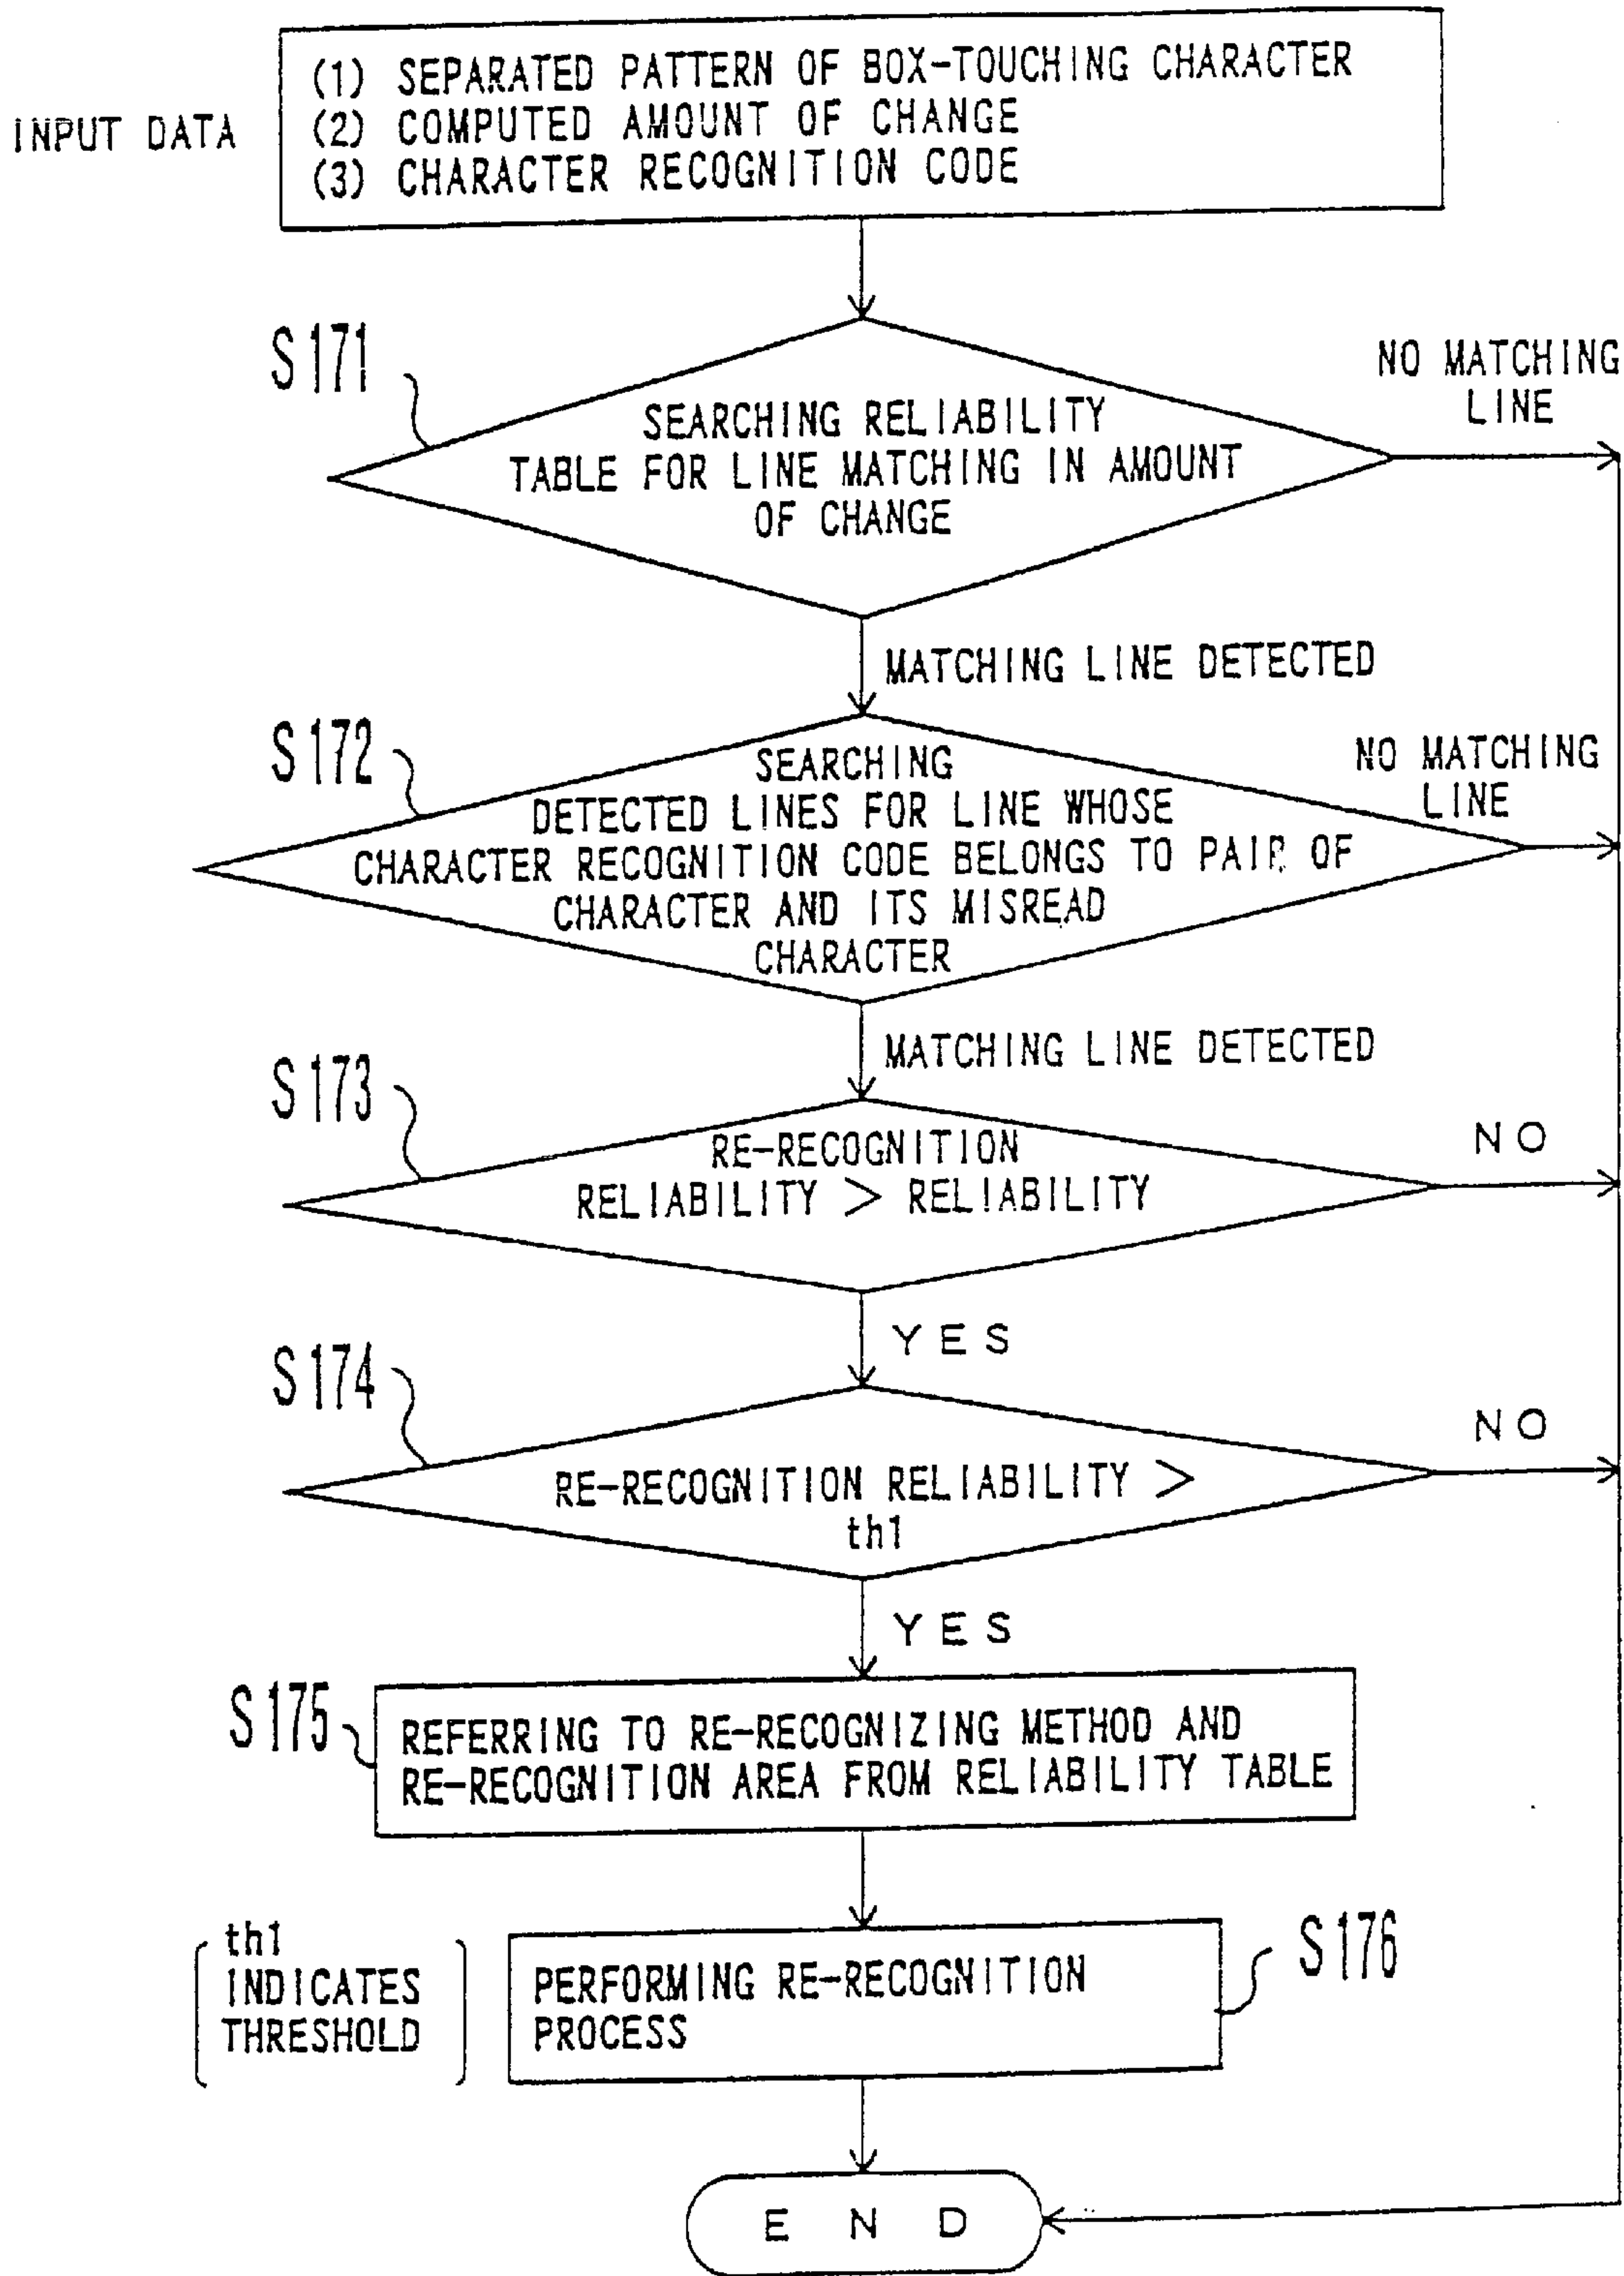 INPUT DATA
(1) SEPARATED PATTERN OF BOX-TOUCHING CHARACTER
(2) COMPUTED AMOUNT OF CHANGE
(3) CHARACTER RECOGNITION CODE
S171
SEARCHING RELIABILITY
TABLE FOR LINE MATCHING IN AMOUNT
OF CHANGE
NO MATCHING
LINE
MATCHING LINE DETECTED
S172
SEARCHING
DETECTED LINES FOR LINE WHOSE
CHARACTER RECOGNITION CODE BELONGS TO PAIR OF
CHARACTER AND ITS MISREAD
CHARACTER
NO MATCHING
LINE
MATCHING LINE DETECTED
S173
RE-RECOGNITION
RELIABILITY > RELIABILITY
NO
YES
S174
RE-RECOGNITION RELIABILITY >
th1
NO
YES
S175
REFERRING TO RE-RECOGNIZING METHOD AND
RE-RECOGNITION AREA FROM RELIABILITY TABLE
th1
INDICATES
THRESHOLD
PERFORMING RE-RECOGNITION
PROCESS
S176
END